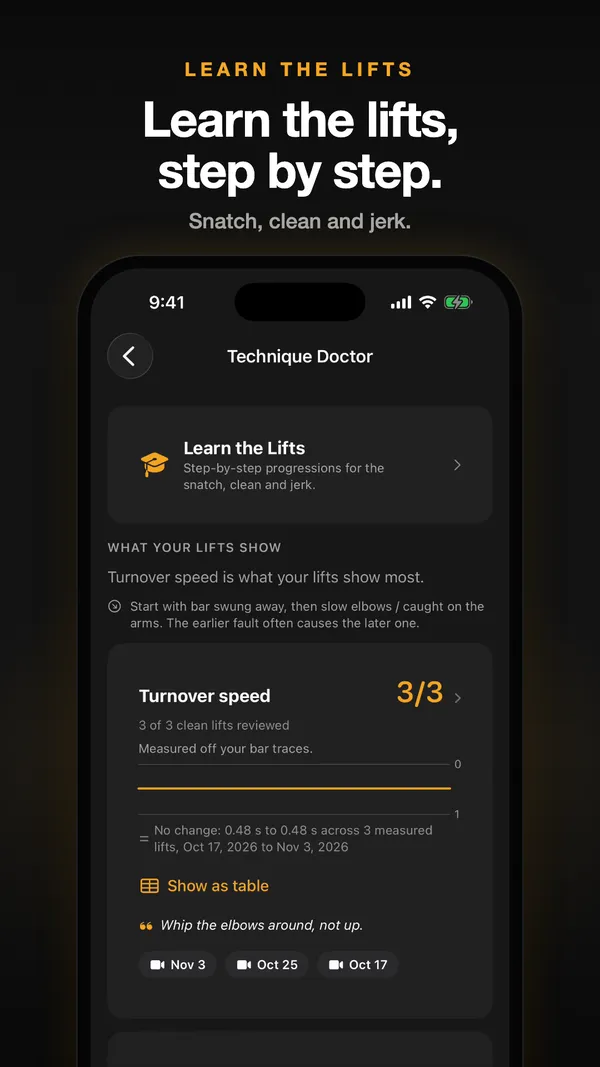 LEARN THE LIFTS
Learn the lifts,
step by step.
Snatch, clean and jerk.
9:41
Technique Doctor
Learn the Lifts
Step-by-step progressions for the
snatch, clean and jerk.
WHAT YOUR LIFTS SHOW
Turnover speed is what your lifts show most.
Start with bar swung away, then slow elbows / caught on the
arms. The earlier fault often causes the later one.
Turnover speed
3/3
3 of 3 clean lifts reviewed
Measured off your bar traces.
0
1
= No change: 0.48 s to 0.48 s across 3 measured
lifts, Oct 17, 2026 to Nov 3, 2026
Show as table
❝ Whip the elbows around, not up.
Nov 3
Oct 25
Oct 17